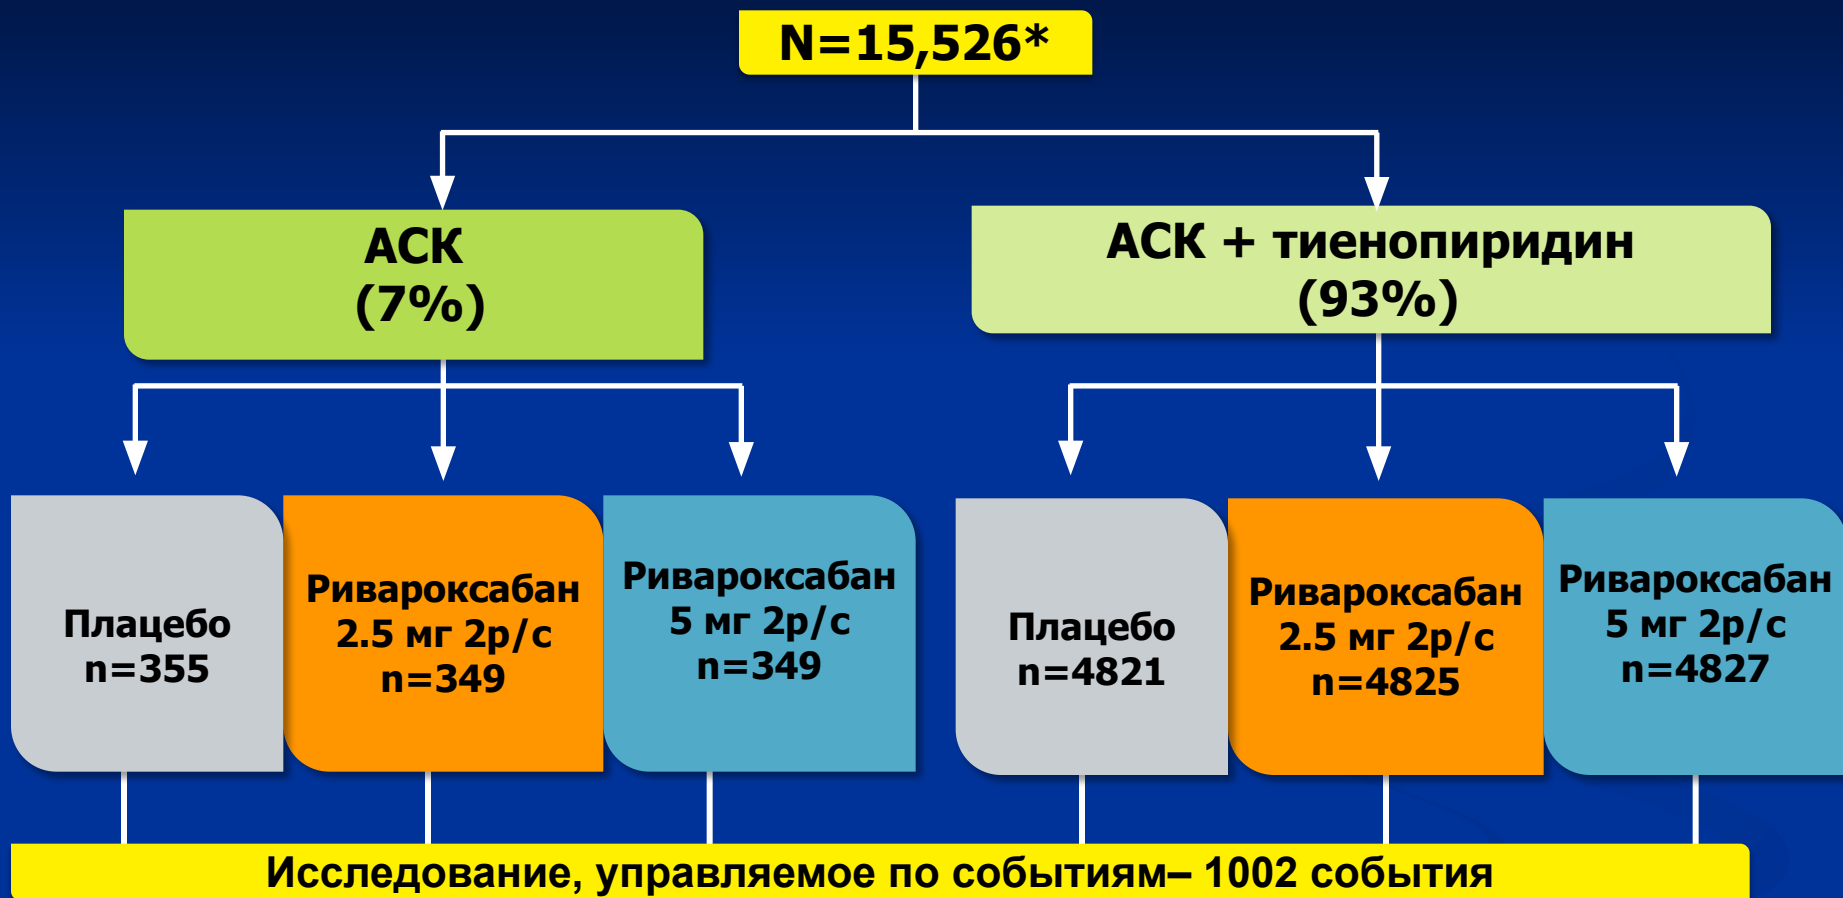 N=15,526*
АСК
(7%)
АСК + тиенопиридин
(93%)
Плацебо
n=355
Ривароксабан
2.5 мг 2р/с
n=349
Ривароксабан
5 мг 2р/с
n=349
Плацебо
n=4821
Ривароксабан
2.5 мг 2р/с
n=4825
Ривароксабан
5 мг 2р/с
n=4827
Исследование, управляемое по событиям– 1002 события